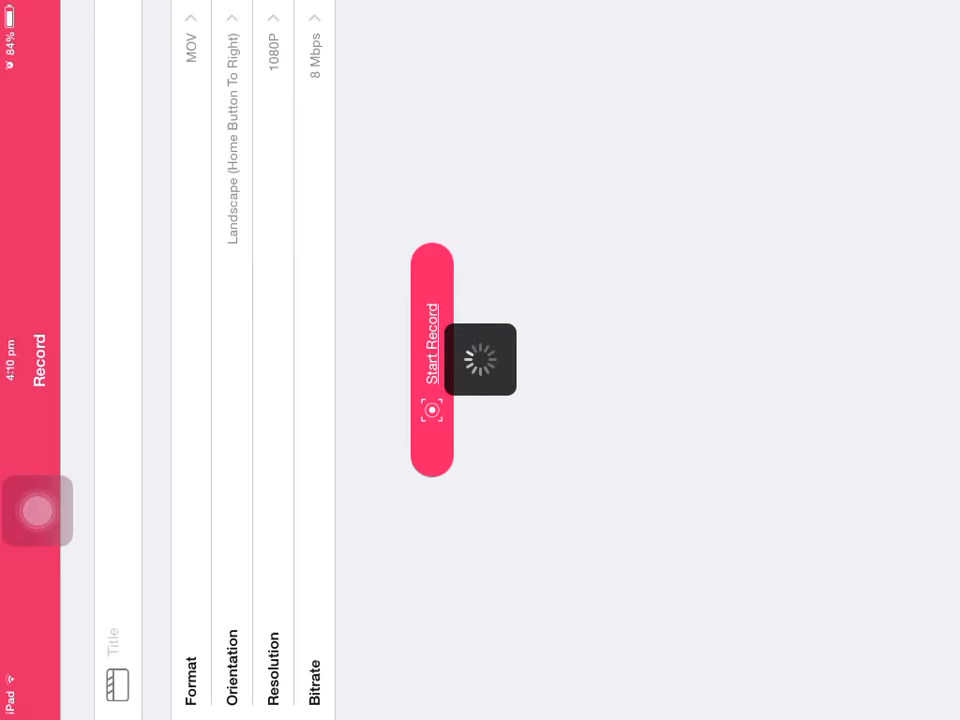 iPad 4:10 pm 84%
Record
Title
Format MOV
Orientation Landscape (Home Button To Right)
Resolution 1080P
Bitrate 8 Mbps
Start Record